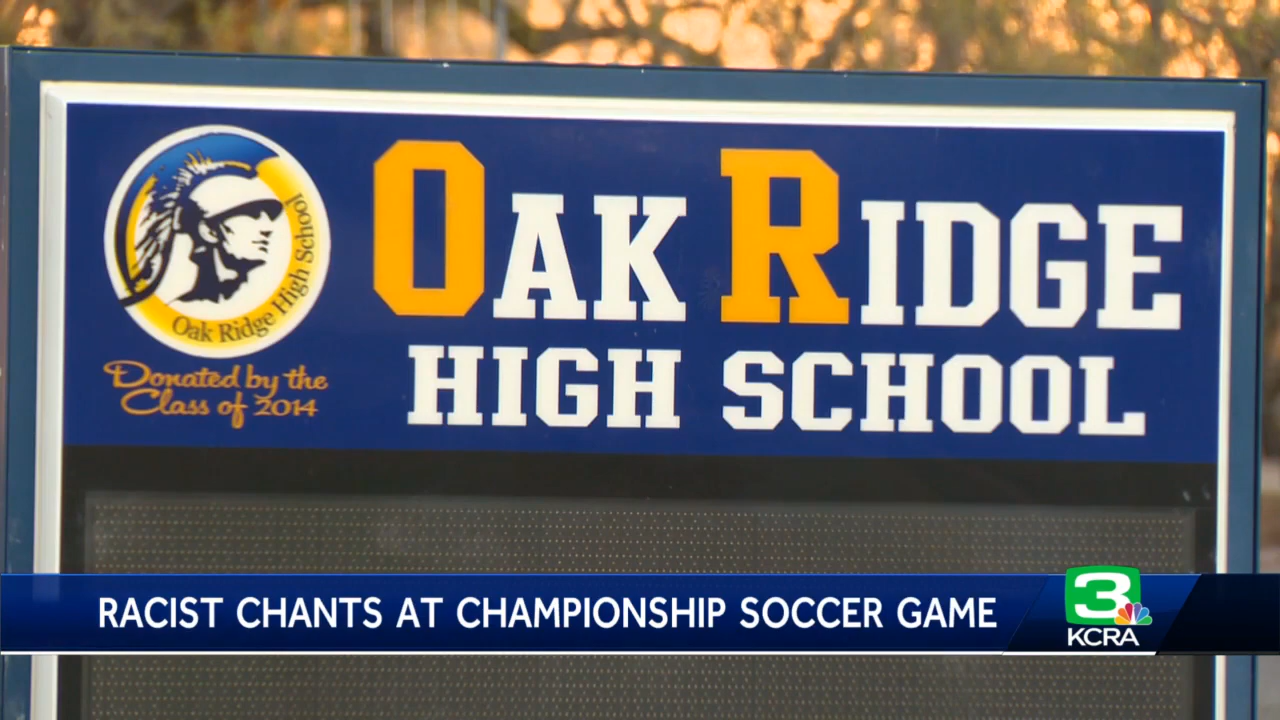 OAK RIDGE
HIGH SCHOOL
Oak Ridge High School
Donated by the
Class of 2014
RACIST CHANTS AT CHAMPIONSHIP SOCCER GAME
3
KCRA